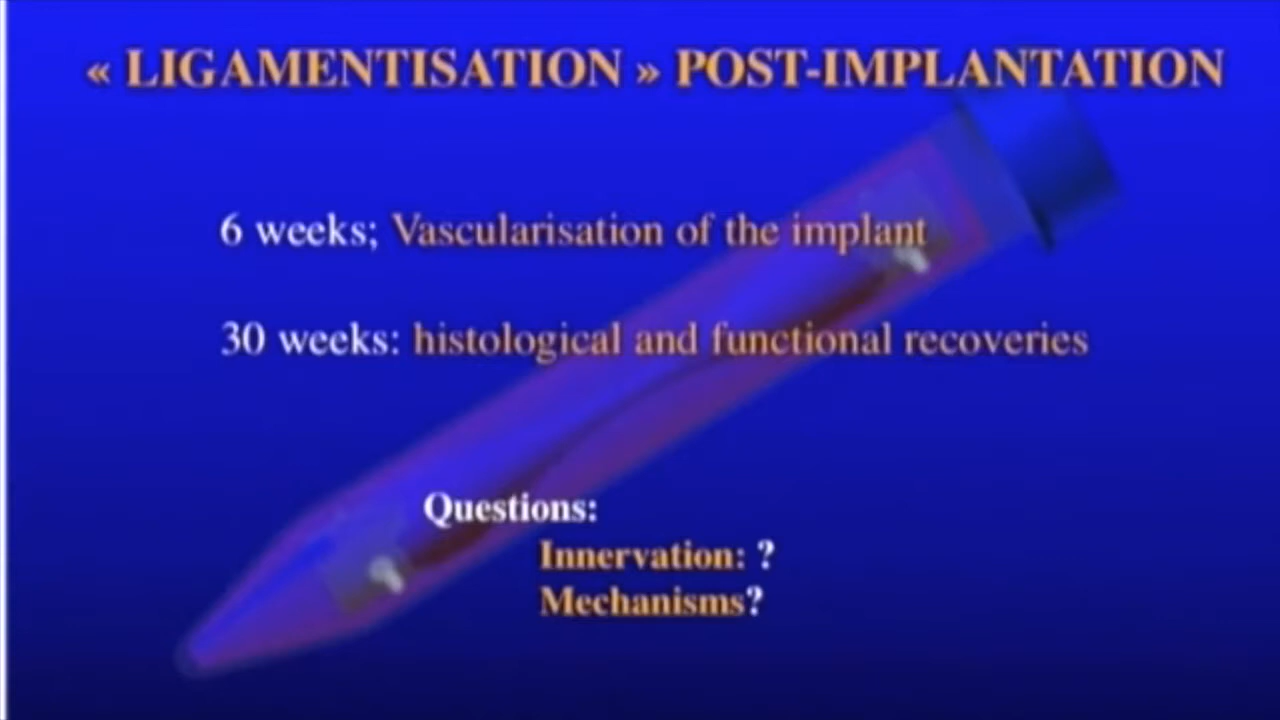 « LIGAMENTISATION » POST-IMPLANTATION
6 weeks; Vascularisation of the implant
30 weeks: histological and functional recoveries
Questions:
Innervation: ?
Mechanisms?